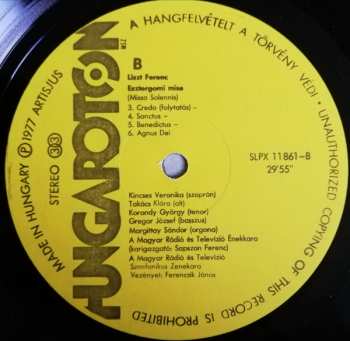 A HANGFELVÉTELT A TÖRVÉNY VÉDI • UNAUTHORIZED COPYING OF THIS RECORD IS PROHIBITED
MADE IN HUNGARY Ⓟ 1977 ARTISJUS
STEREO 33
HUNGAROTON
B
Liszt Ferenc
Esztergomi mise
(Missa Solennis)
3. Credo (folytatás) –
4. Sanctus –
5. Benedictus –
6. Agnus Dei
SLPX 11861-B
29'55"
Kincses Veronika (szoprán)
Takács Klára (alt)
Korondy György (tenor)
Gregor József (basszus)
Margittay Sándor (orgona)
A Magyar Rádió és Televízió Énekkara
(karigazgató: Sapszon Ferenc)
A Magyar Rádió és Televízió
Szimfonikus Zenekara
Vezényel: Ferencsik János